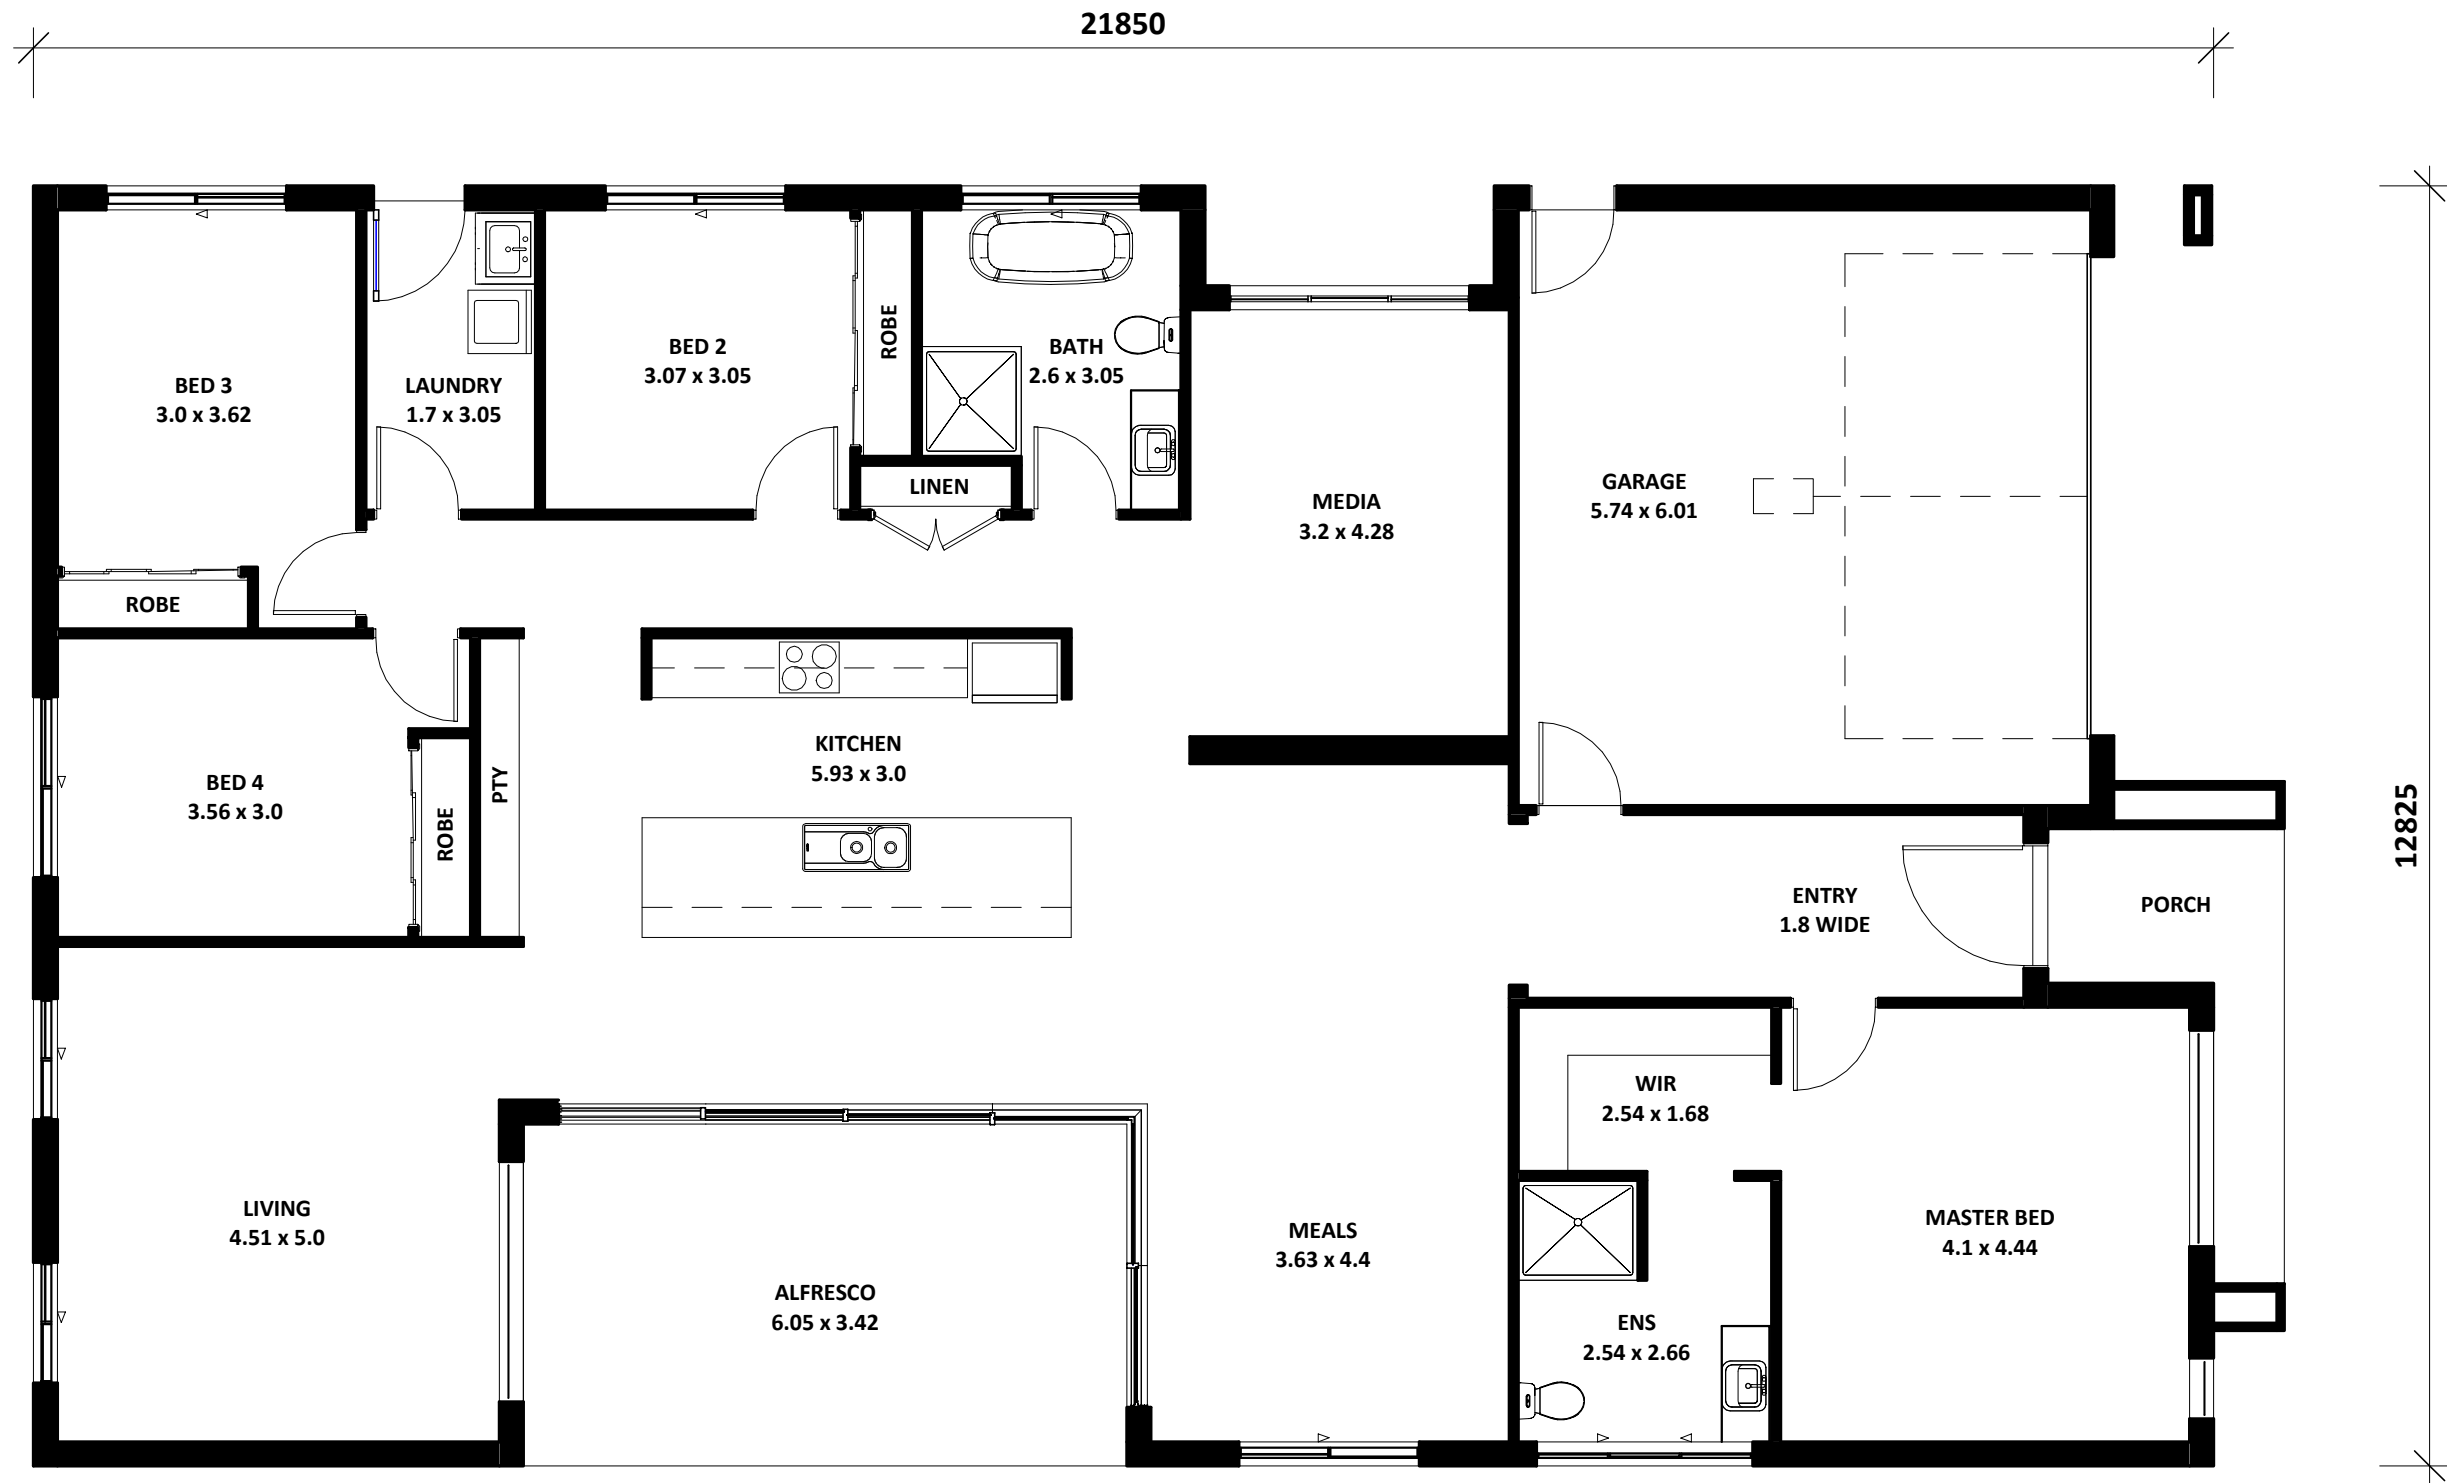 21850
BED 3
3.0 x 3.62
LAUNDRY
1.7 x 3.05
BED 2
3.07 x 3.05
ROBE
BATH
2.6 x 3.05
LINEN
MEDIA
3.2 x 4.28
GARAGE
5.74 x 6.01
ROBE
KITCHEN
5.93 x 3.0
BED 4
3.56 x 3.0
ROBE
PTY
ENTRY
1.8 WIDE
PORCH
12825
WIR
2.54 x 1.68
LIVING
4.51 x 5.0
ALFRESCO
6.05 x 3.42
MEALS
3.63 x 4.4
ENS
2.54 x 2.66
MASTER BED
4.1 x 4.44